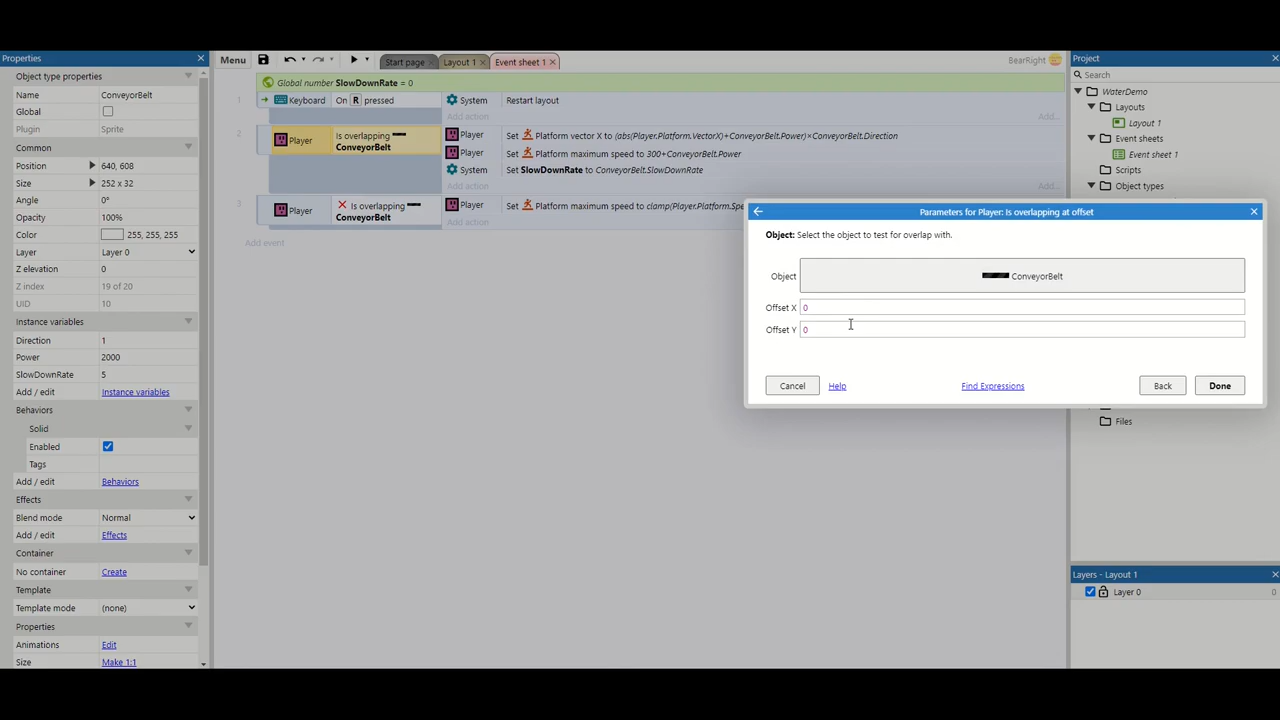 Properties
Object type properties
Name ConveyorBelt
Global
Plugin Sprite
Common
Position 640, 608
Size 252 x 32
Angle 0°
Opacity 100%
Color 255, 255, 255
Layer Layer 0
Z elevation 0
Z index 19 of 20
UID 10
Instance variables
Direction 1
Power 2000
SlowDownRate 5
Add / edit Instance variables
Behaviors
Solid
Enabled
Tags
Add / edit Behaviors
Effects
Blend mode Normal
Add / edit Effects
Container
No container Create
Template
Template mode (none)
Properties
Animations Edit
Size Make 1:1
Menu
Start page
Layout 1
Event sheet 1
BearRight
Global number SlowDownRate = 0
1
Keyboard On R pressed
System Restart layout
Add action Add...
2
Player Is overlapping
ConveyorBelt
Player Set Platform vector X to (abs(Player.Platform.VectorX)+ConveyorBelt.Power)×ConveyorBelt.Direction
Player Set Platform maximum speed to 300+ConveyorBelt.Power
System Set SlowDownRate to ConveyorBelt.SlowDownRate
Add action Add...
3
Player Is overlapping
ConveyorBelt
Player Set Platform maximum speed to clamp(Player.Platform.Spe
Add action
Add event
Parameters for Player: Is overlapping at offset
Object: Select the object to test for overlap with.
Object ConveyorBelt
Offset X 0
Offset Y 0
Cancel Help Find Expressions Back Done
Project
Search
WaterDemo
Layouts
Layout 1
Event sheets
Event sheet 1
Scripts
Object types
Files
Layers - Layout 1
Layer 0 0